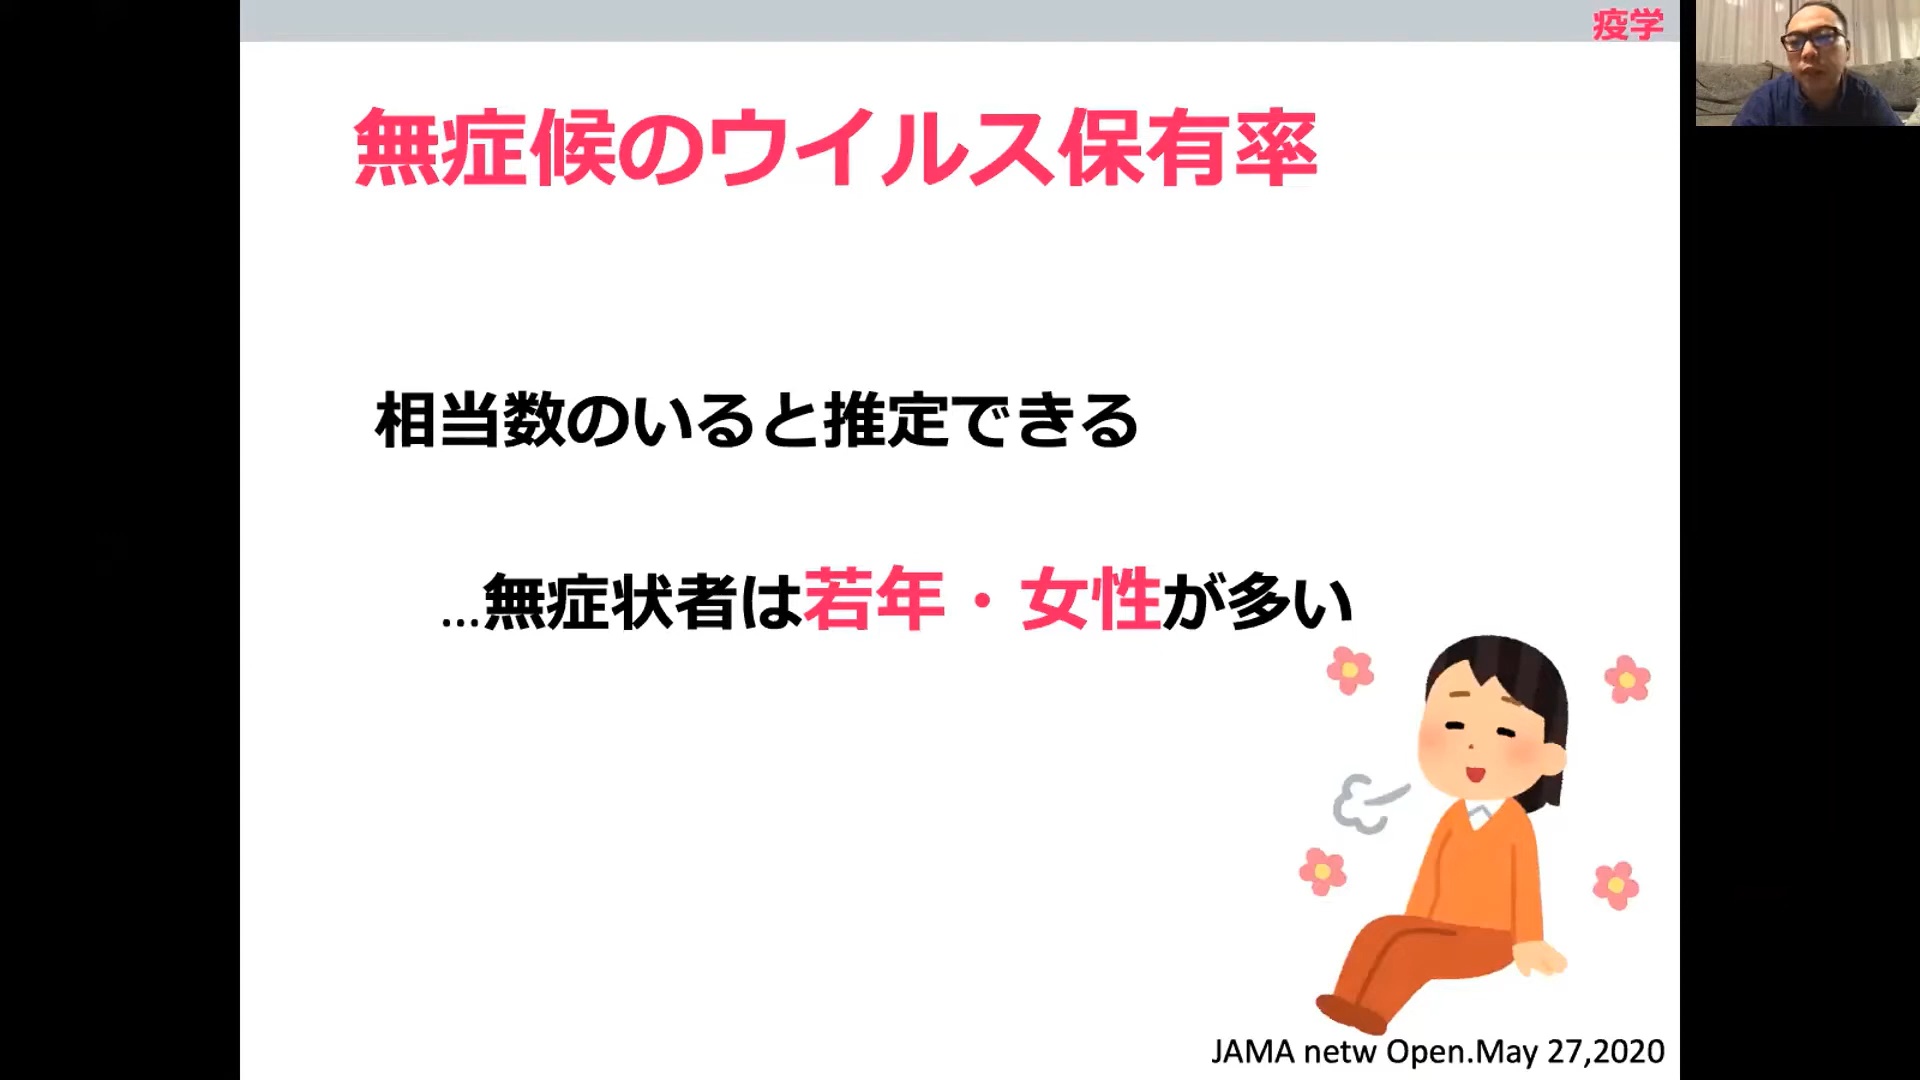 疫学
無症候のウイルス保有率
相当数のいると推定できる
…無症状者は若年・女性が多い
JAMA netw Open.May 27,2020